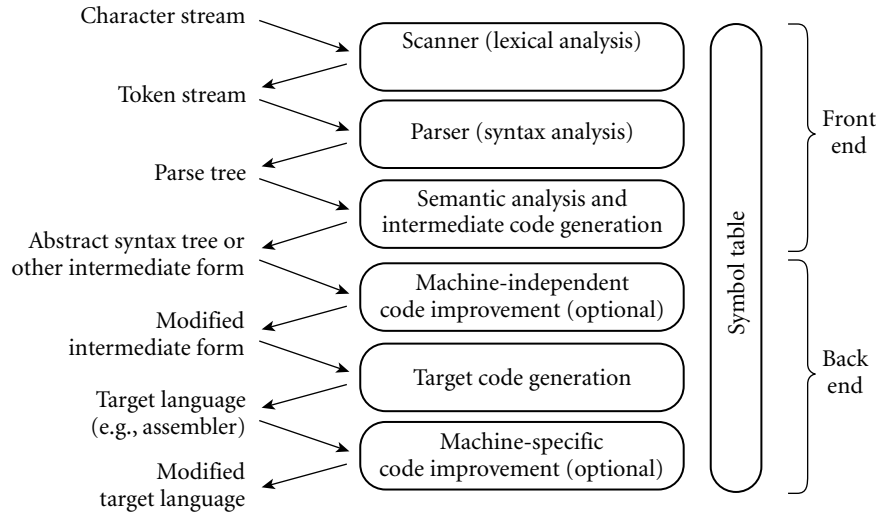 Character stream
Scanner (lexical analysis)
Token stream
Parser (syntax analysis)
Parse tree
Semantic analysis and
intermediate code generation
Abstract syntax tree or
other intermediate form
Machine-independent
code improvement (optional)
Modified
intermediate form
Target code generation
Target language
(e.g., assembler)
Machine-specific
code improvement (optional)
Modified
target language
Symbol table
Front
end
Back
end